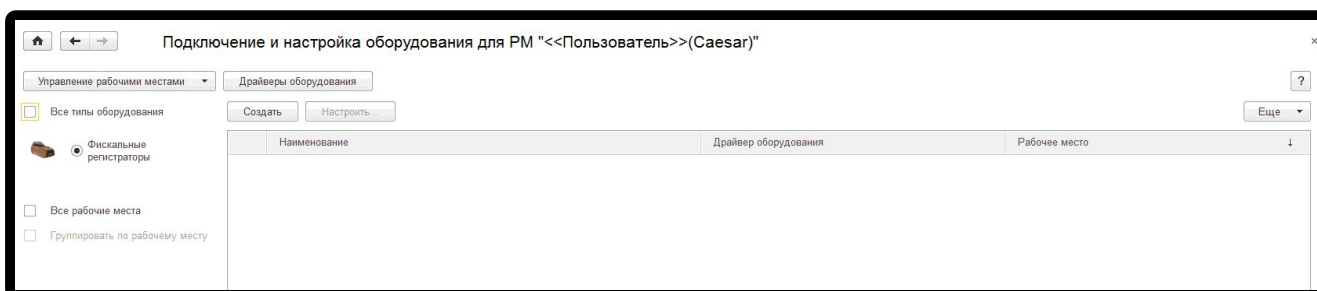 Подключение и настройка оборудования для РМ "<<Пользователь>>(Caesar)"
Управление рабочими местами
Драйверы оборудования
?
Все типы оборудования
Создать
Настроить...
Еще
Фискальные
регистраторы
Наименование
Драйвер оборудования
Рабочее место
Все рабочие места
Группировать по рабочему месту